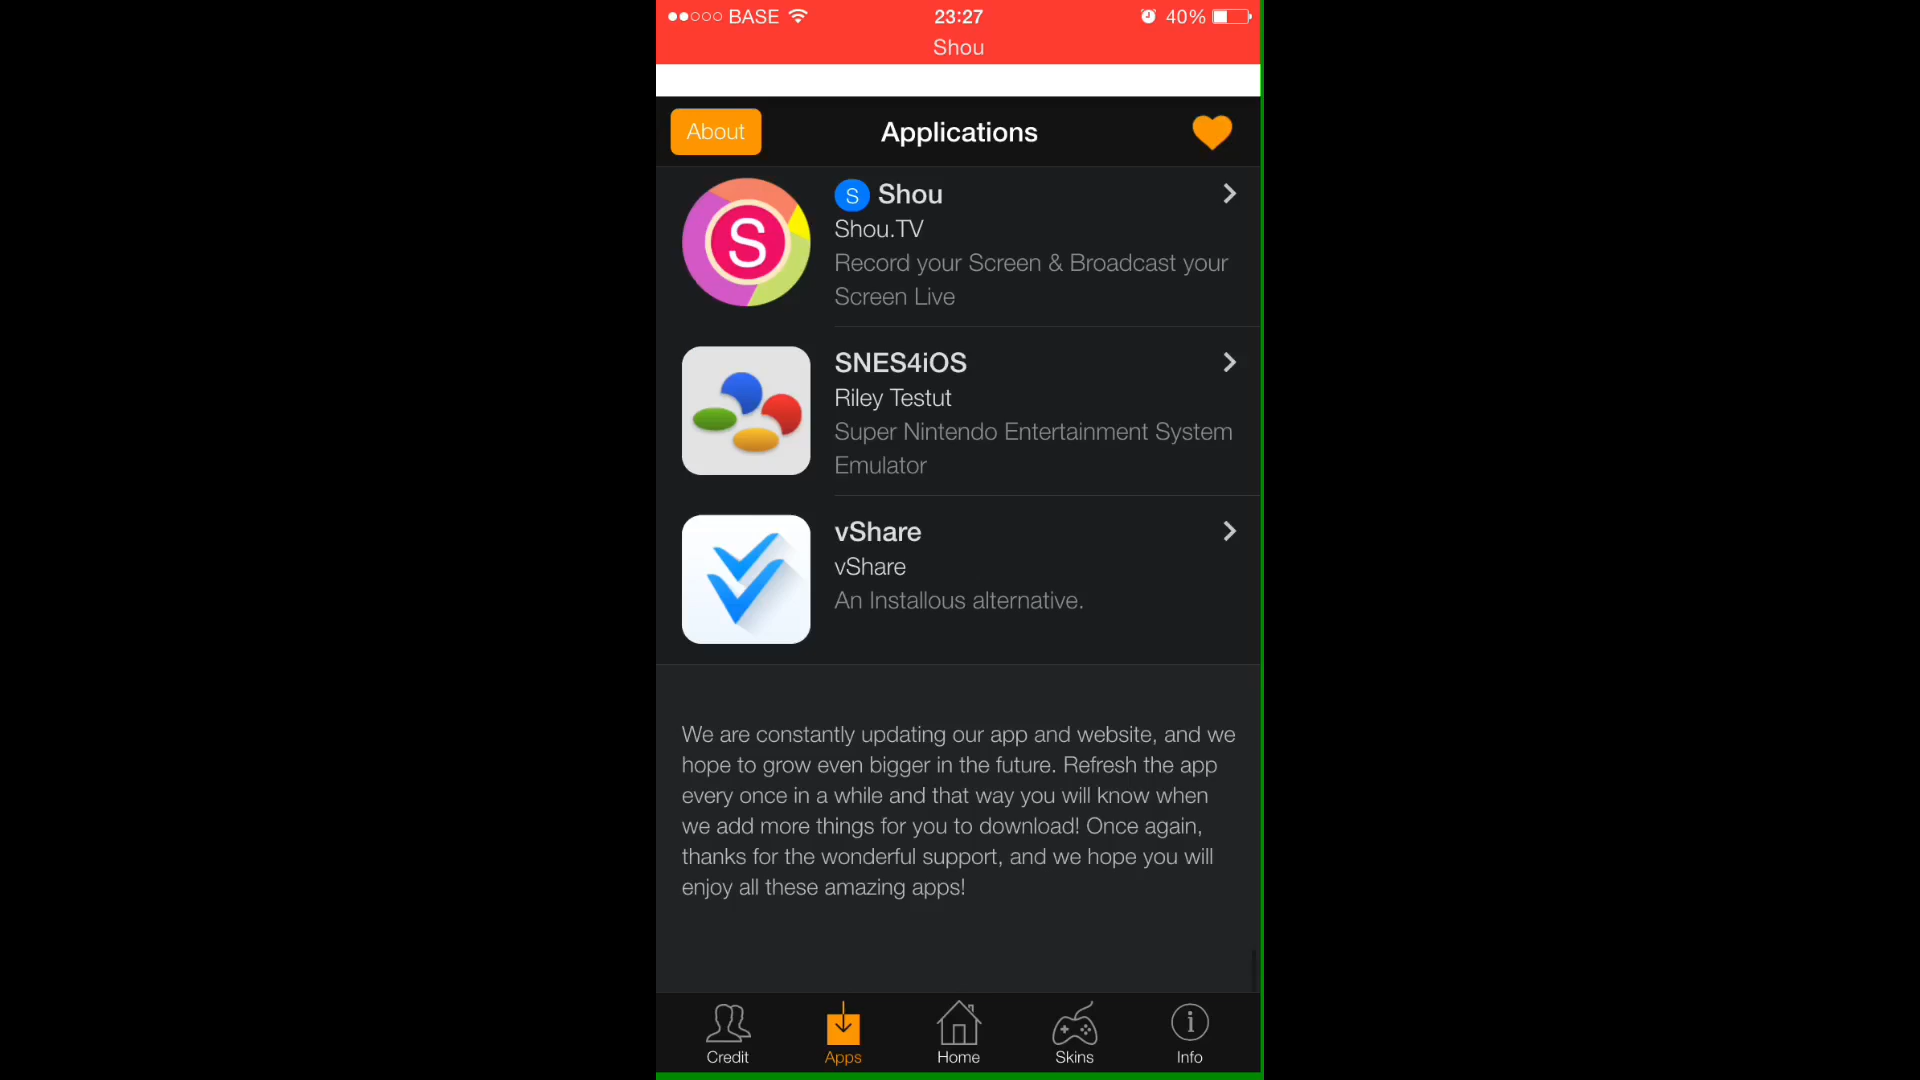 BASE 23:27 40%
Shou
About Applications
S
S Shou
Shou.TV
Record your Screen & Broadcast your
Screen Live
SNES4iOS
Riley Testut
Super Nintendo Entertainment System
Emulator
vShare
vShare
An Installous alternative.
We are constantly updating our app and website, and we
hope to grow even bigger in the future. Refresh the app
every once in a while and that way you will know when
we add more things for you to download! Once again,
thanks for the wonderful support, and we hope you will
enjoy all these amazing apps!
Credit Apps Home Skins Info